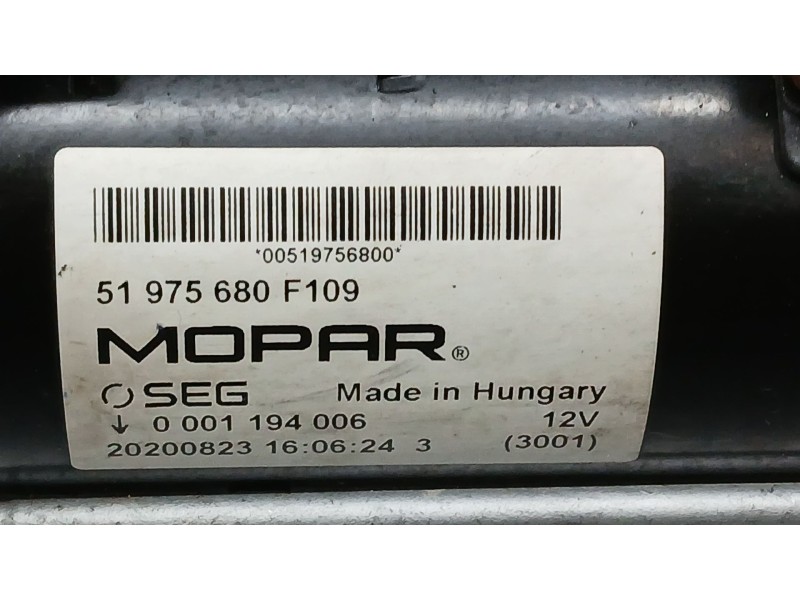 *00519756800*
51 975 680 F109
MOPAR®
SEG Made in Hungary
↓ 0 001 194 006 12V
20200823 16:06:24 3 (3001)